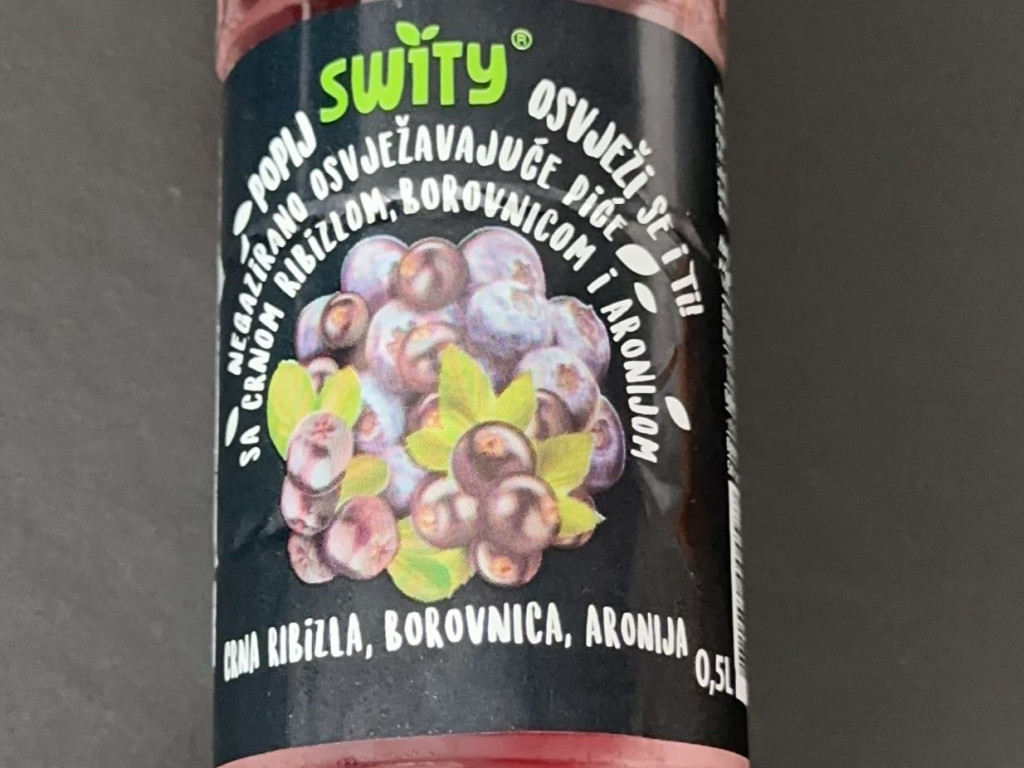 POPIJ SWITY® OSVJEŽI SE I TI!
NEGAZIRANO OSVJEŽAVAJUĆE PIĆE
SA CRNOM RIBIZLOM, BOROVNICOM I ARONIJOM
CRNA RIBIZLA, BOROVNICA, ARONIJA
0,5L